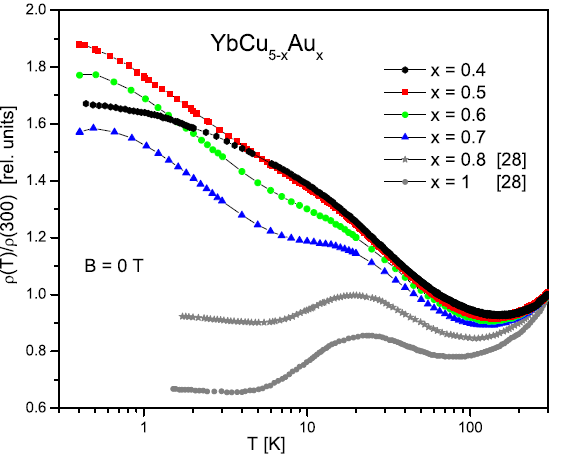 YbCu5-xAux
x = 0.4
x = 0.5
x = 0.6
x = 0.7
x = 0.8 [28]
x = 1 [28]
B = 0 T
ρ(T)/ρ(300) [rel. units]
2.0
1.8
1.6
1.4
1.2
1.0
0.8
0.6
1 10 100
T [K]